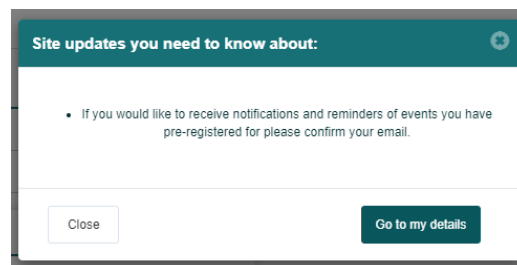 Site updates you need to know about:
• If you would like to receive notifications and reminders of events you have
pre-registered for please confirm your email.
Close
Go to my details